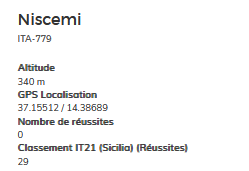 Niscemi
ITA-779
Altitude
340 m
GPS Localisation
37.15512 / 14.38689
Nombre de réussites
0
Classement IT21 (Sicilia) (Réussites)
29